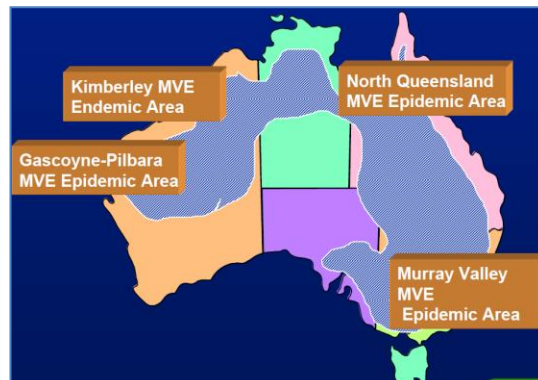 Kimberley MVE
Endemic Area
North Queensland
MVE Epidemic Area
Gascoyne-Pilbara
MVE Epidemic Area
Murray Valley
MVE
Epidemic Area